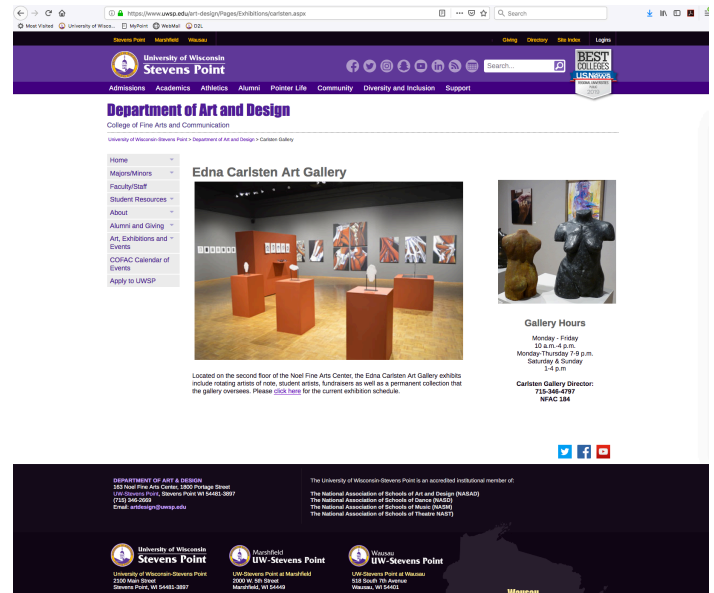 https://www.uwsp.edu/art-design/Pages/Exhibitions/carlsten.aspx
Search
Most Visited
University of Wisco...
MyPoint
WebMail
D2L
Stevens Point Marshfield Wausau
Giving Directory Site Index Logins
University of Wisconsin
Stevens Point
Search...
BEST
COLLEGES
U.S.News
2019
Admissions Academics Athletics Alumni Pointer Life Community Diversity and Inclusion Support
Department of Art and Design
College of Fine Arts and Communication
University of Wisconsin-Stevens Point > Department of Art and Design > Carlsten Gallery
Home
Majors/Minors
Faculty/Staff
Student Resources
About
Alumni and Giving
Art, Exhibitions and
Events
COFAC Calendar of
Events
Apply to UWSP
Edna Carlsten Art Gallery
Located on the second floor of the Noel Fine Arts Center, the Edna Carlsten Art Gallery exhibits
include rotating artists of note, student artists, fundraisers as well as a permanent collection that
the gallery oversees. Please click here for the current exhibition schedule.
Gallery Hours
Monday - Friday
10 a.m.-4 p.m.
Monday-Thursday 7-9 p.m.
Saturday & Sunday
1-4 p.m
Carlsten Gallery Director:
715-346-4797
NFAC 184
DEPARTMENT OF ART & DESIGN
163 Noel Fine Arts Center, 1800 Portage Street
UW-Stevens Point, Stevens Point WI 54481-3897
(715) 346-2669
Email: artdesign@uwsp.edu
The University of Wisconsin-Stevens Point is an accredited institutional member of:
The National Association of Schools of Art and Design (NASAD)
The National Association of Schools of Dance (NASD)
The National Association of Schools of Music (NASM)
The National Association of Schools of Theatre NAST)
University of Wisconsin
Stevens Point
University of Wisconsin-Stevens Point
2100 Main Street
Stevens Point, WI 54481-3897
Marshfield
UW-Stevens Point
UW-Stevens Point at Marshfield
2000 W. 5th Street
Marshfield, WI 54449
Wausau
UW-Stevens Point
UW-Stevens Point at Wausau
518 South 7th Avenue
Wausau, WI 54401
Wausau